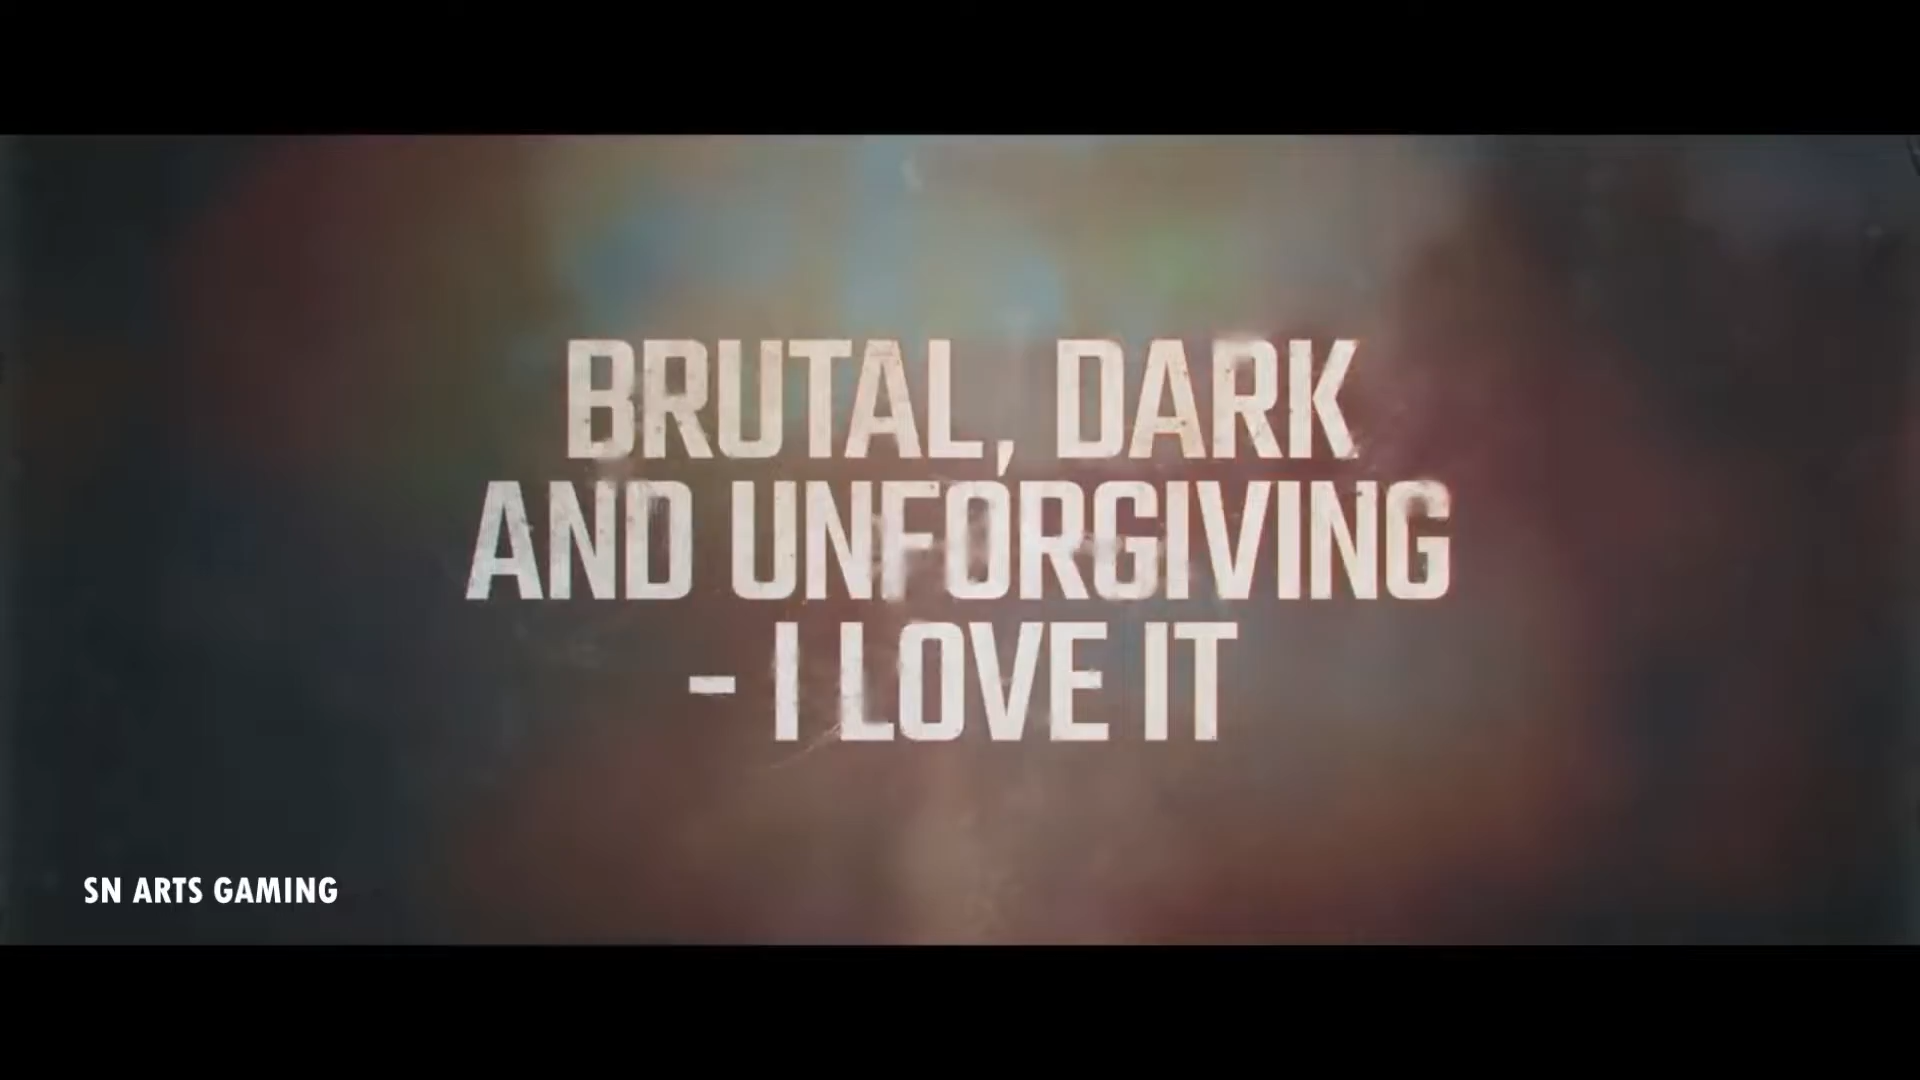 BRUTAL, DARK
AND UNFORGIVING
- I LOVE IT
SN ARTS GAMING